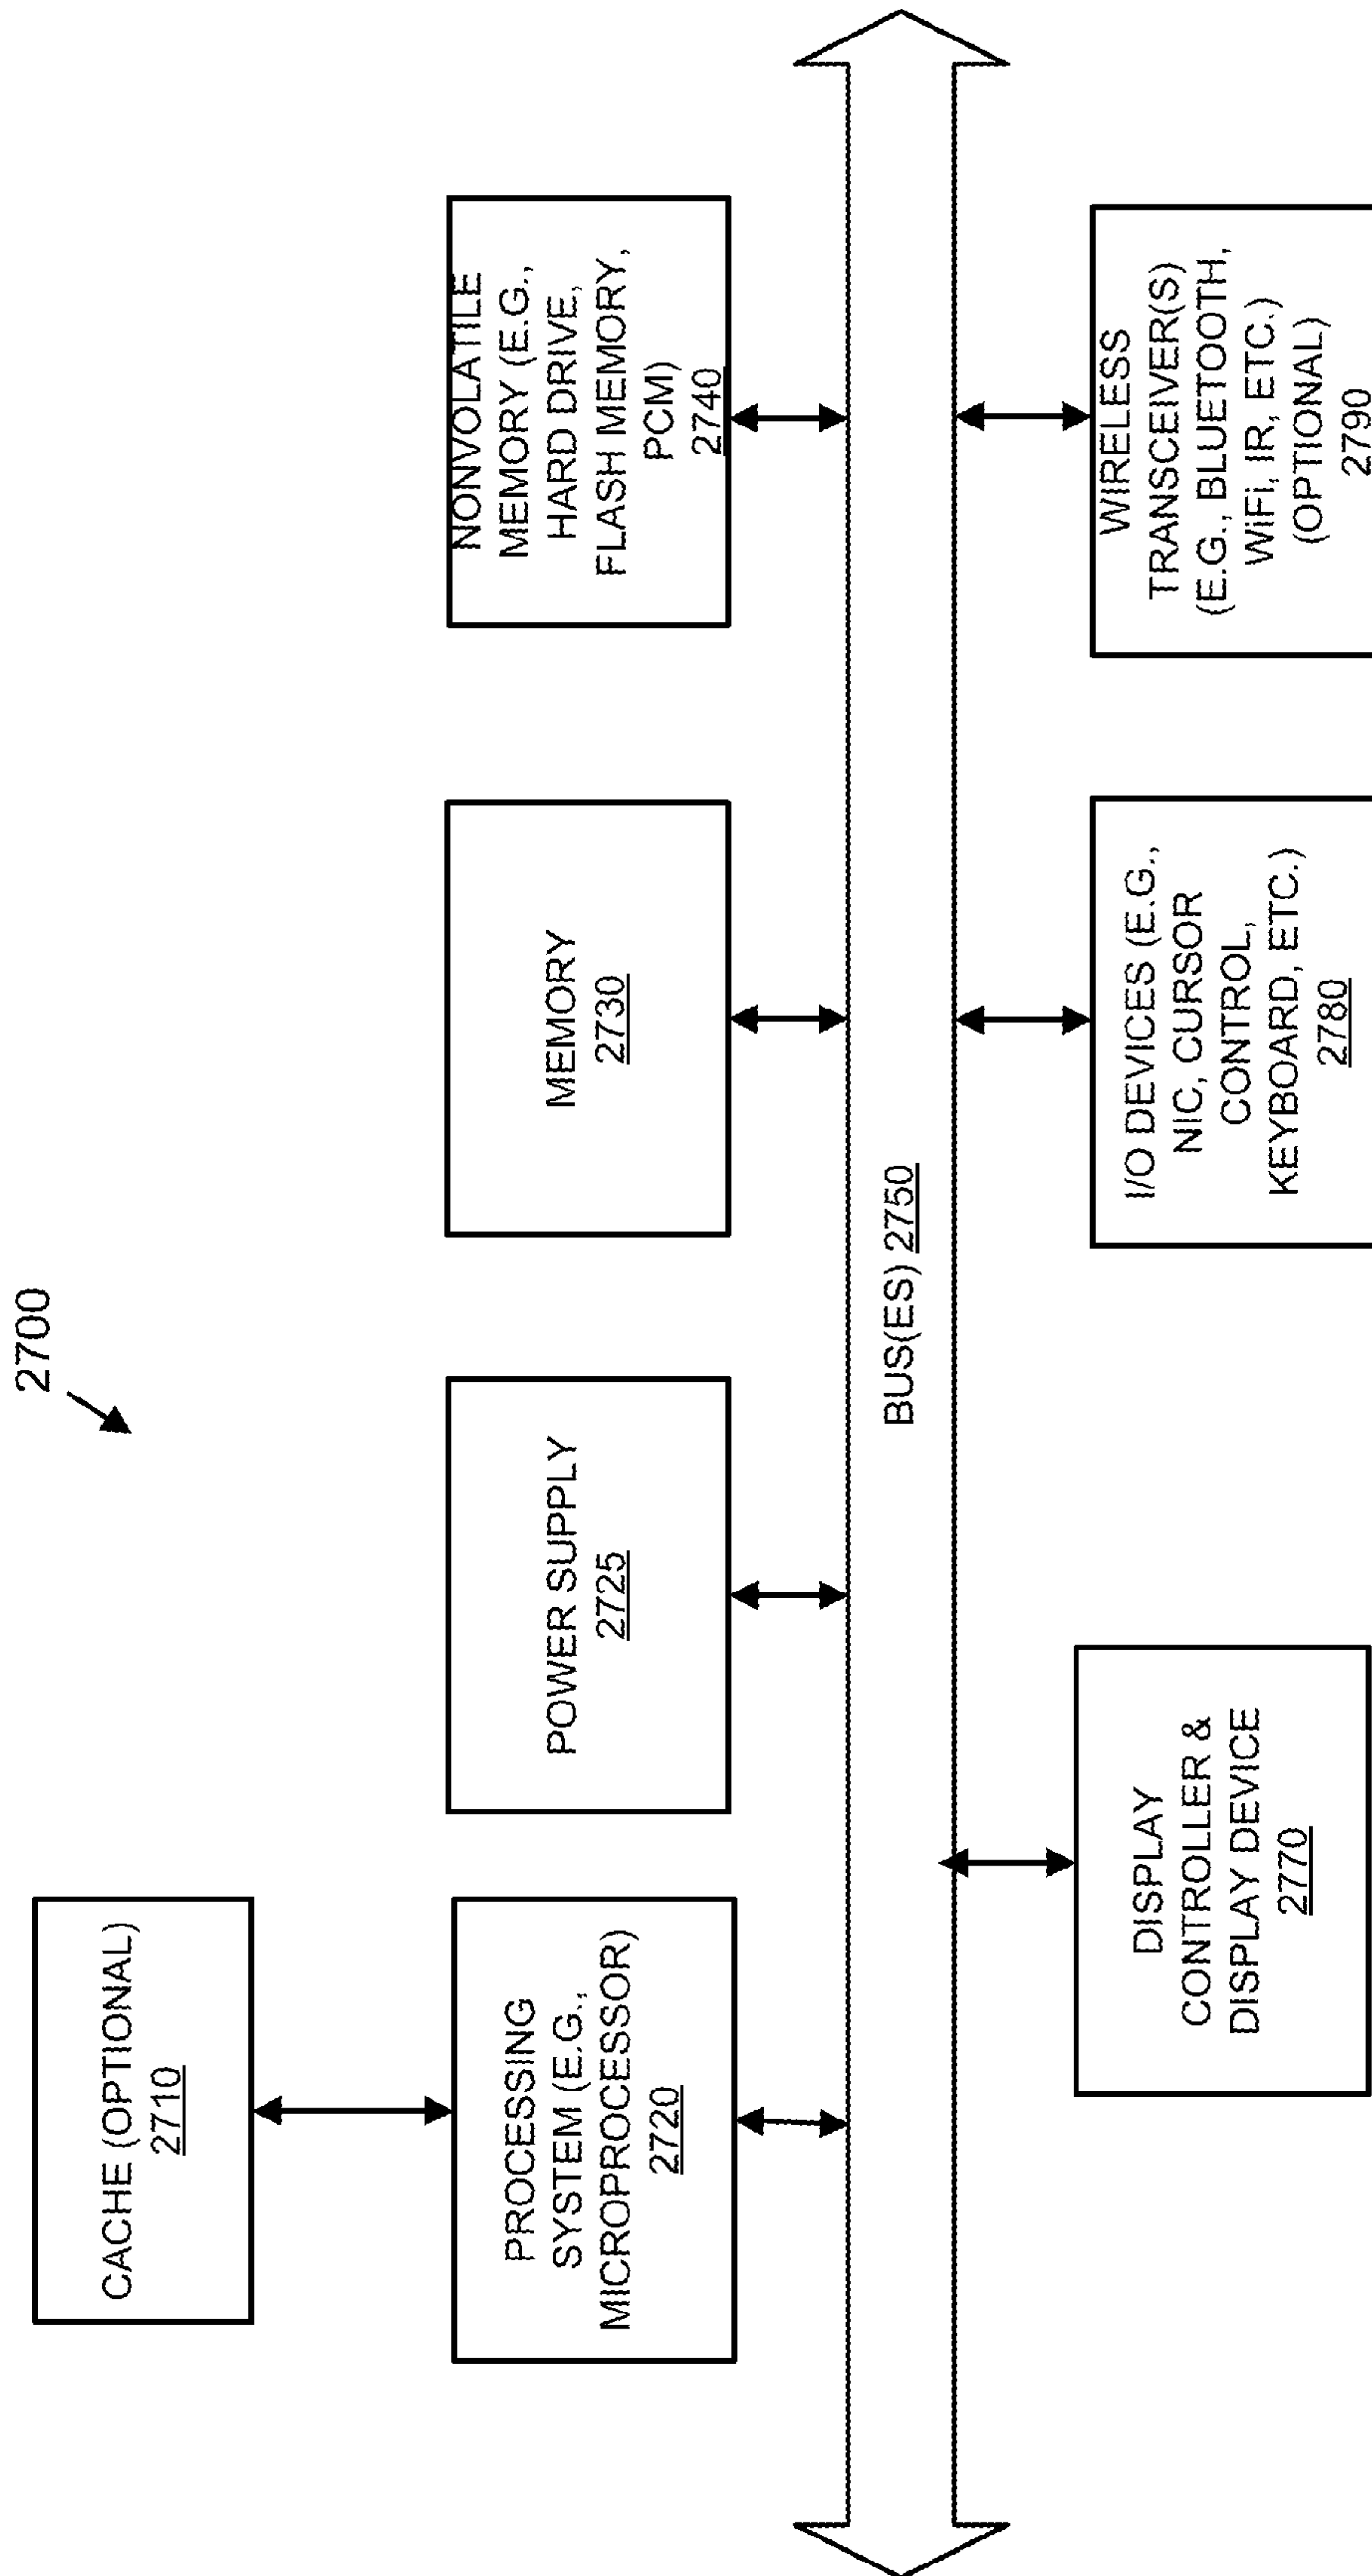 2700
CACHE (OPTIONAL)
2710
PROCESSING
SYSTEM (E.G.,
MICROPROCESSOR)
2720
POWER SUPPLY
2725
MEMORY
2730
NONVOLATILE
MEMORY (E.G.,
HARD DRIVE,
FLASH MEMORY,
PCM)
2740
BUS(ES) 2750
DISPLAY
CONTROLLER &
DISPLAY DEVICE
2770
I/O DEVICES (E.G.,
NIC, CURSOR
CONTROL,
KEYBOARD, ETC.)
2780
WIRELESS
TRANSCEIVER(S)
(E.G., BLUETOOTH,
WiFi, IR, ETC.)
(OPTIONAL)
2790